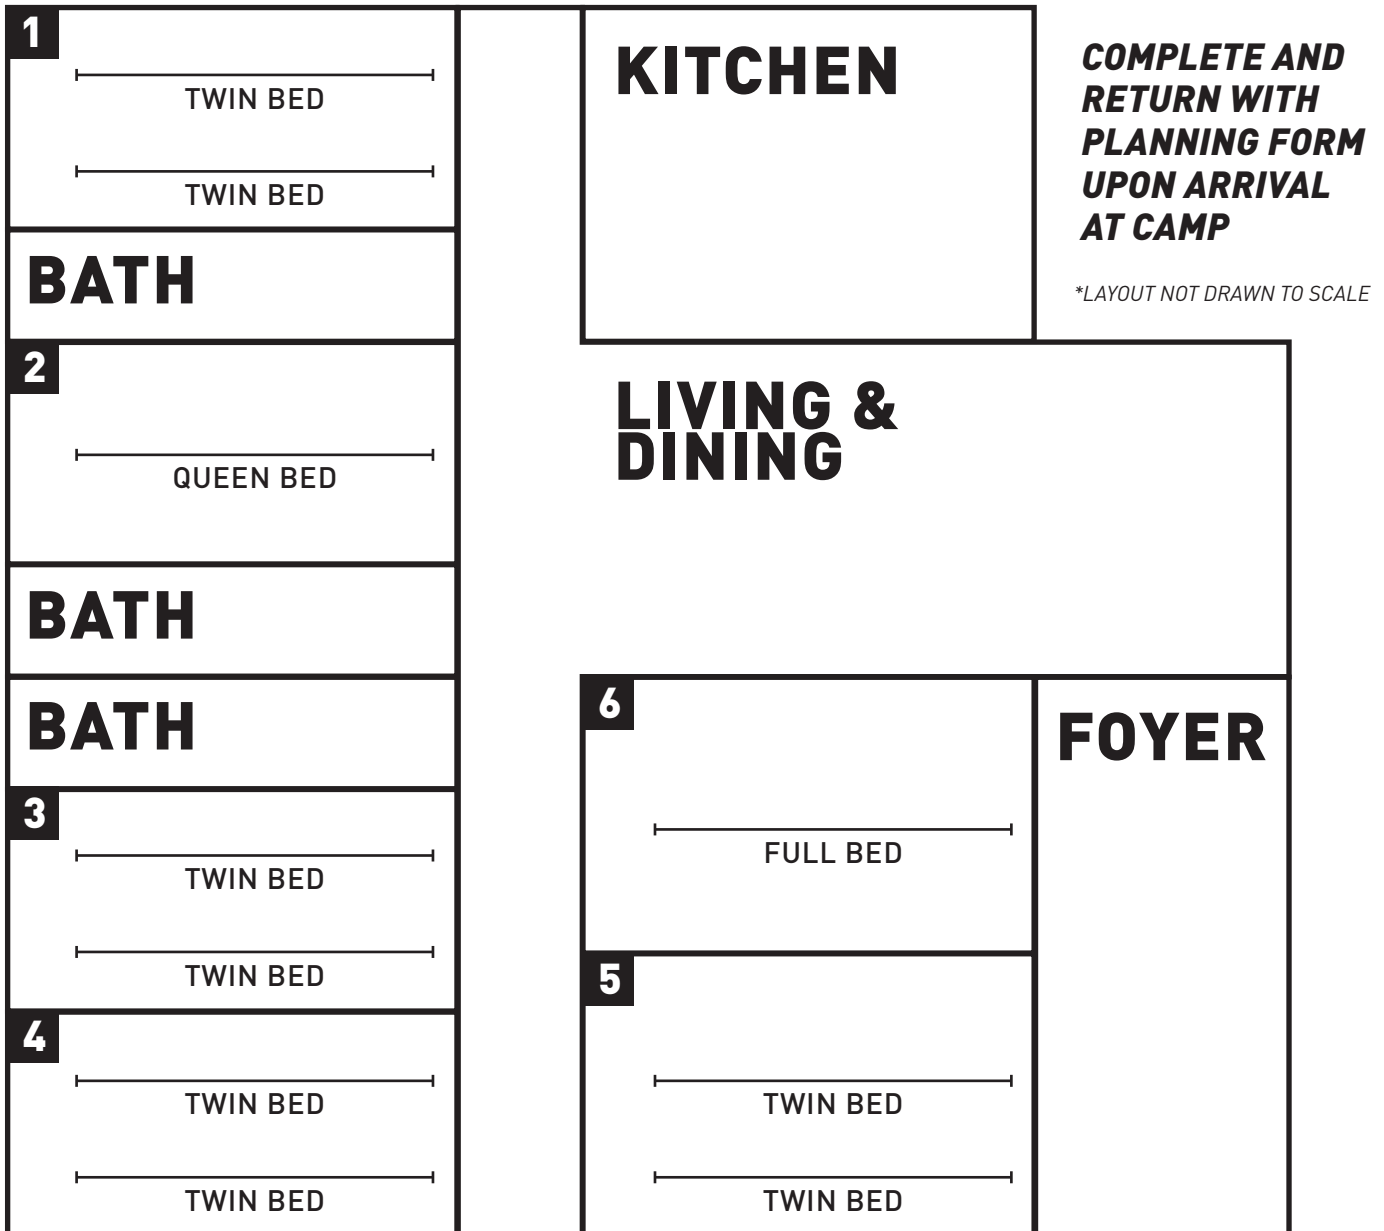 1
TWIN BED
TWIN BED
BATH
2
QUEEN BED
BATH
BATH
3
TWIN BED
TWIN BED
4
TWIN BED
TWIN BED
KITCHEN
LIVING &
DINING
6
FULL BED
5
TWIN BED
TWIN BED
FOYER
COMPLETE AND
RETURN WITH
PLANNING FORM
UPON ARRIVAL
AT CAMP
*LAYOUT NOT DRAWN TO SCALE